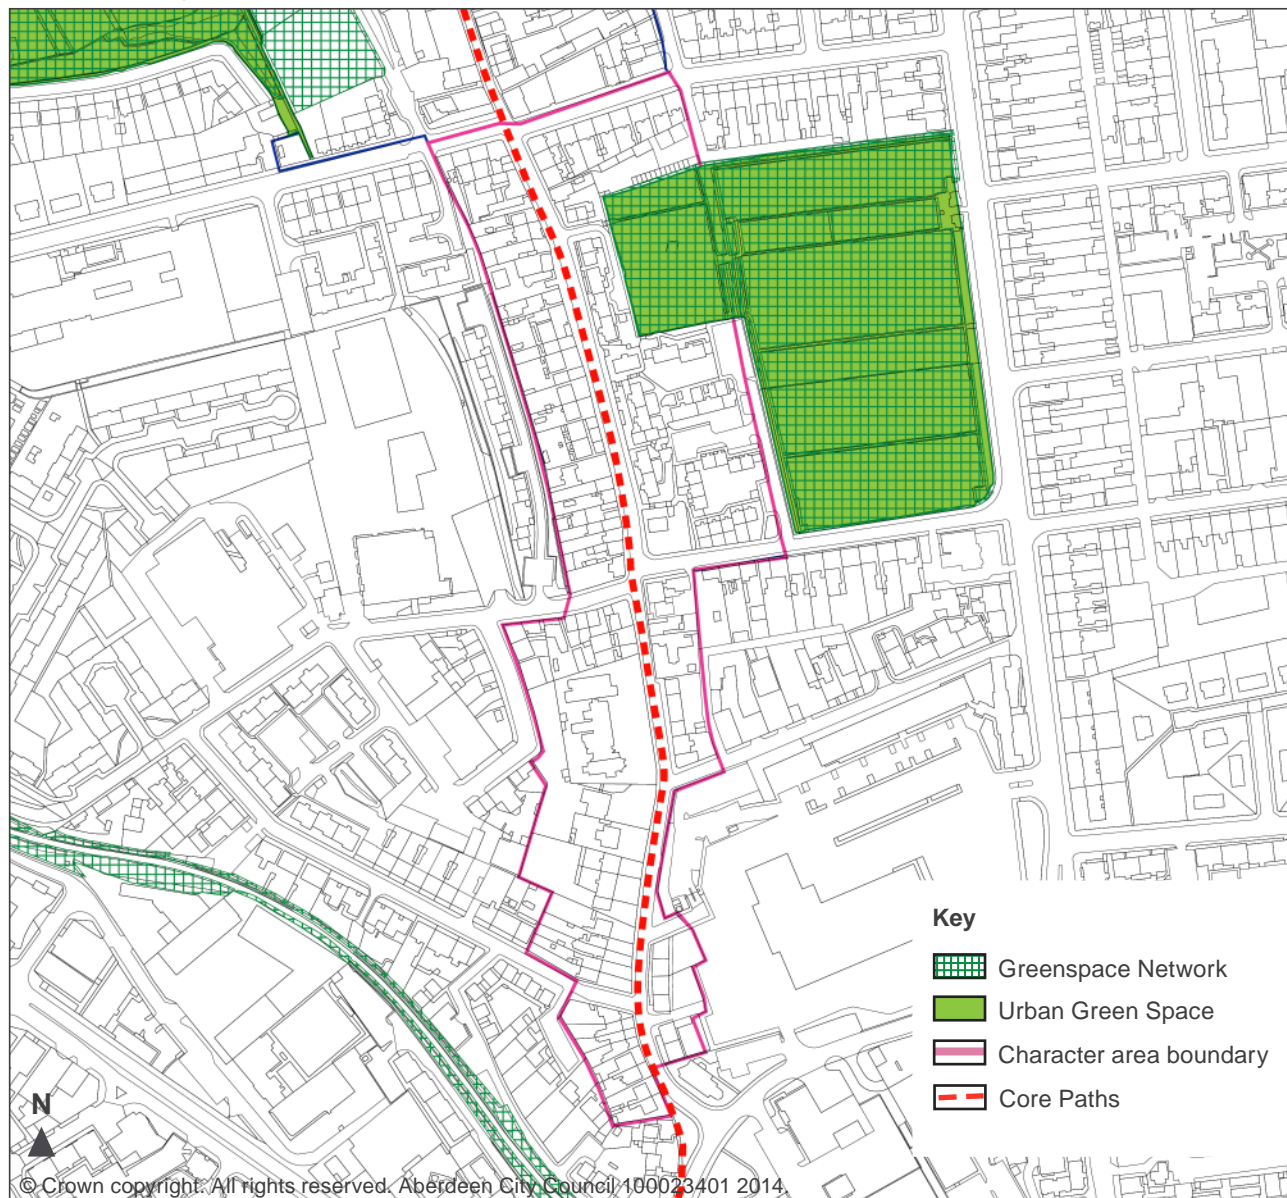 Key
Greenspace Network
Urban Green Space
Character area boundary
Core Paths
N
© Crown copyright. All rights reserved. Aberdeen City Council 100023401 2014